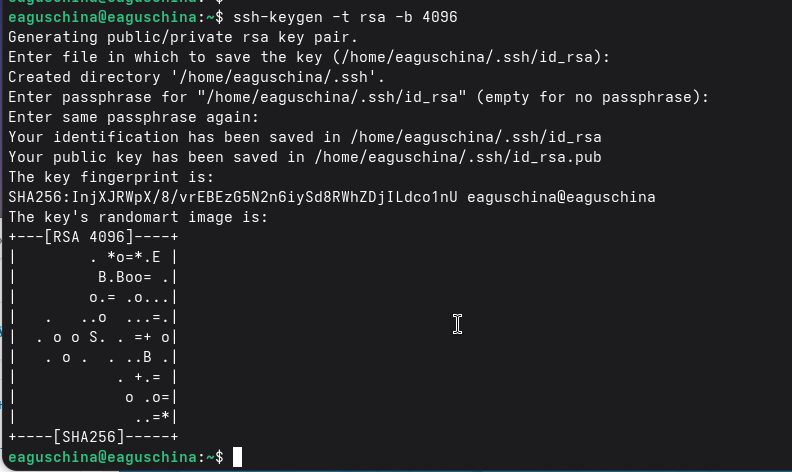 eaguschina@eaguschina:~$ ssh-keygen -t rsa -b 4096
Generating public/private rsa key pair.
Enter file in which to save the key (/home/eaguschina/.ssh/id_rsa):
Created directory '/home/eaguschina/.ssh'.
Enter passphrase for "/home/eaguschina/.ssh/id_rsa" (empty for no passphrase):
Enter same passphrase again:
Your identification has been saved in /home/eaguschina/.ssh/id_rsa
Your public key has been saved in /home/eaguschina/.ssh/id_rsa.pub
The key fingerprint is:
SHA256:InjXJRWpX/8/vrEBEzG5N2n6iySd8RWhZDjILdco1nU eaguschina@eaguschina
The key's randomart image is:
+---[RSA 4096]----+
|         . *o=*.E |
|          B.Boo= .|
|         o.= .o...|
|    .   ..o  ...=.|
|   . o o S. . =+ o|
|    . o .  . ..B .|
|            . +.= |
|             o .o=|
|              ..=*|
+----[SHA256]-----+
eaguschina@eaguschina:~$